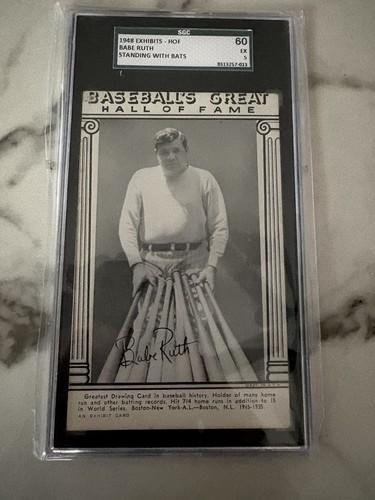 SGC
1948 EXHIBITS - HOF
BABE RUTH
STANDING WITH BATS
60
EX
5
8513257-013
BASEBALL'S GREAT
HALL OF FAME
Babe Ruth
Greatest Drawing Card in baseball history. Holder of many home
run and other batting records. Hit 714 home runs in addition to 15
in World Series. Boston-New York-A.L.—Boston, N.L. 1915-1935
AN EXHIBIT CARD